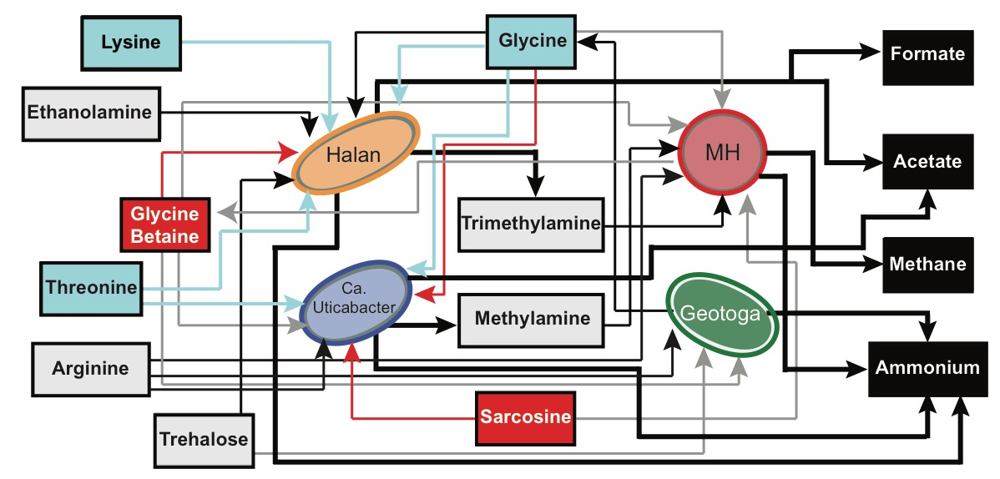 Lysine
Glycine
Formate
Ethanolamine
Halan
MH
Acetate
Glycine
Betaine
Trimethylamine
Methane
Threonine
Ca.
Uticabacter
Methylamine
Geotoga
Arginine
Ammonium
Sarcosine
Trehalose